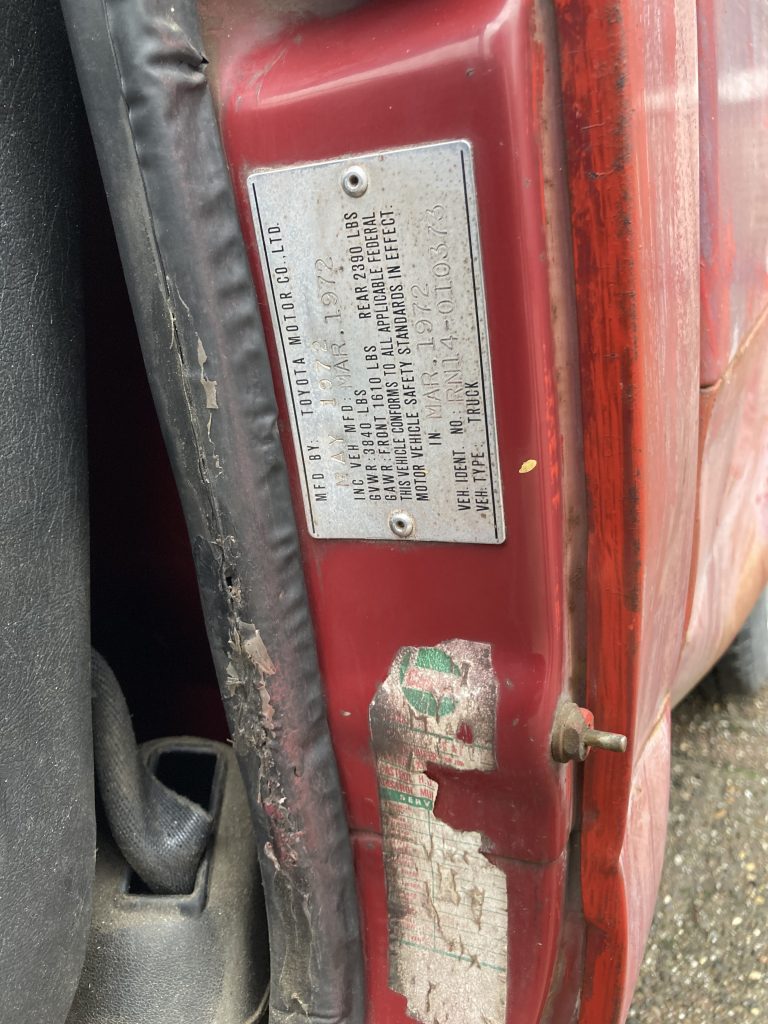 MFD BY: TOYOTA MOTOR CO., LTD.
MAY 1972
INC VEH MFD: MAR. 1972
GVWR: 3840 LBS
GAWR: FRONT 1610 LBS REAR 2390 LBS
THIS VEHICLE CONFORMS TO ALL APPLICABLE FEDERAL
MOTOR VEHICLE SAFETY STANDARDS IN EFFECT
IN MAR. 1972
VEH. IDENT. NO.: RN14-010373
VEH. TYPE: TRUCK
SERV